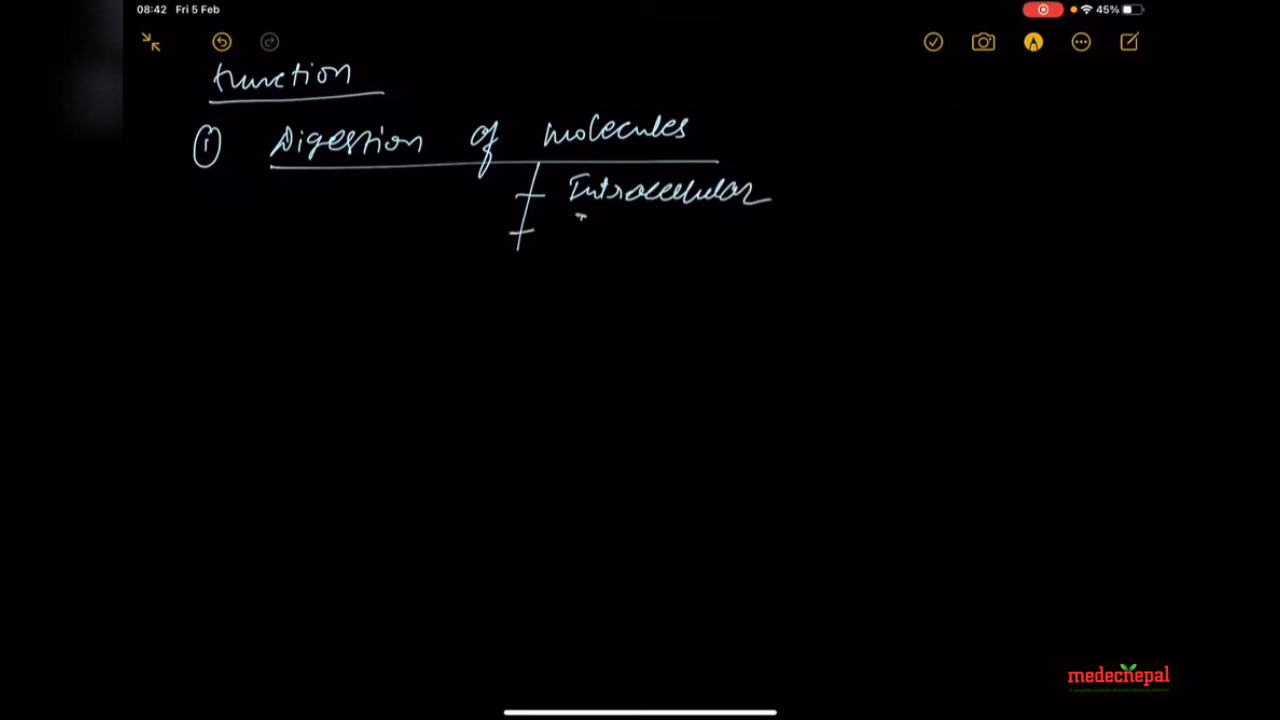 08:42 Fri 5 Feb 45%
function
① Digestion of molecules
Intracellular
medecnepal